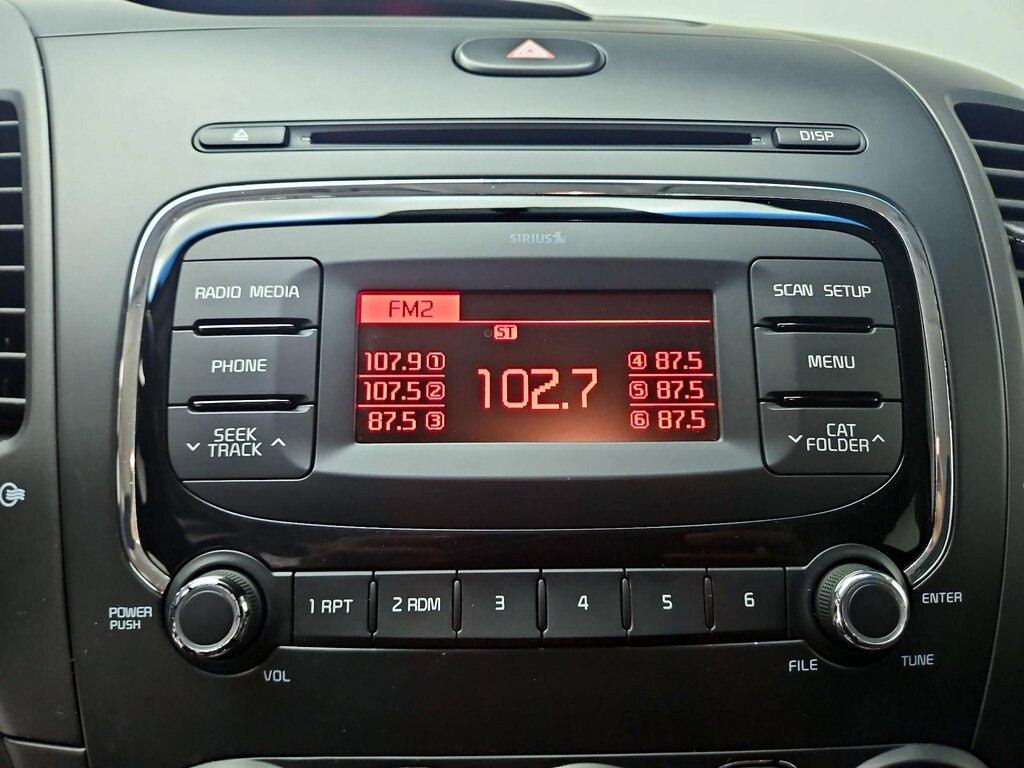 DISP
SIRIUS
RADIO MEDIA
PHONE
SEEK
TRACK
FM2
ST
107.9 1
107.5 2
87.5 3
102.7
4 87.5
5 87.5
6 87.5
SCAN SETUP
MENU
CAT
FOLDER
POWER
PUSH
VOL
1 RPT
2 RDM
3
4
5
6
FILE
TUNE
ENTER